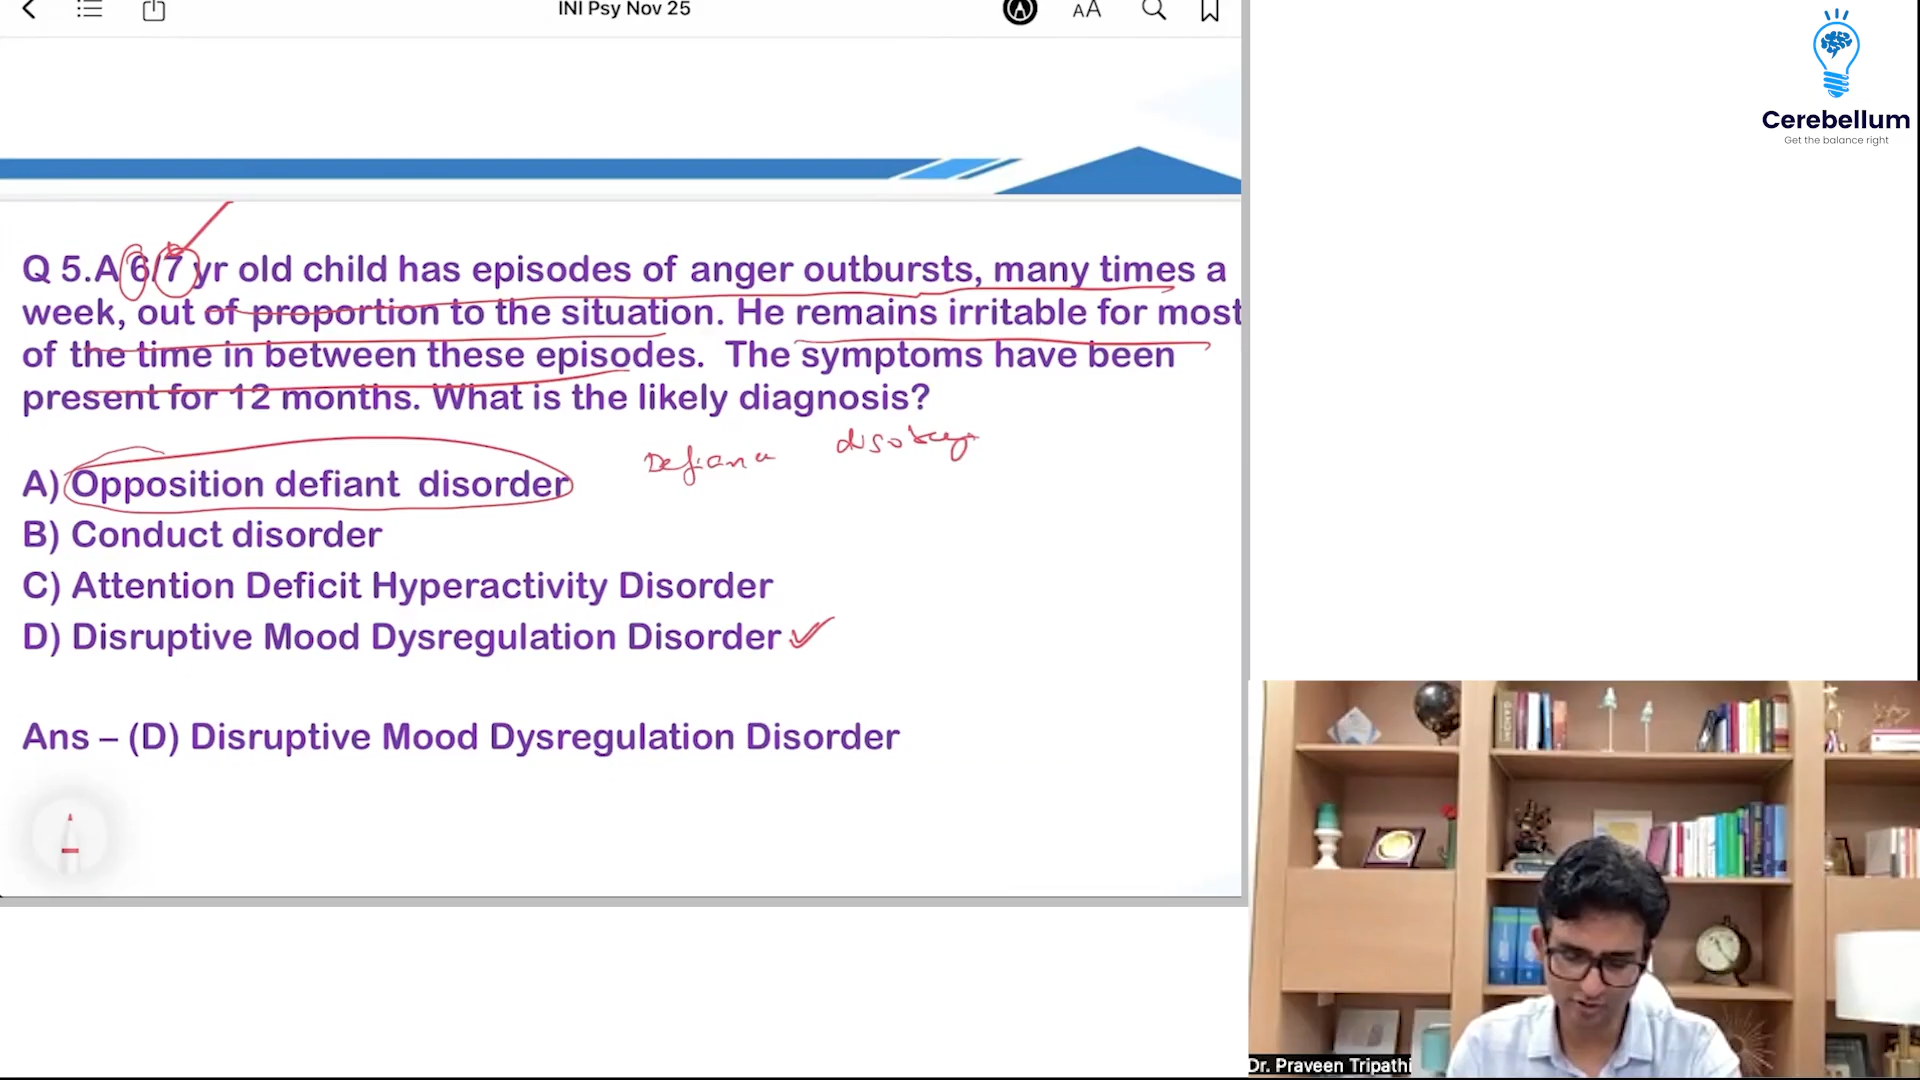 INI Psy Nov 25
AA
Cerebellum
Get the balance right
Q 5.A 6/7 yr old child has episodes of anger outbursts, many times a
week, out of proportion to the situation. He remains irritable for most
of the time in between these episodes. The symptoms have been
present for 12 months. What is the likely diagnosis?
Defiance
A) Opposition defiant disorder
B) Conduct disorder
C) Attention Deficit Hyperactivity Disorder
D) Disruptive Mood Dysregulation Disorder
Ans – (D) Disruptive Mood Dysregulation Disorder
Dr. Praveen Tripathi